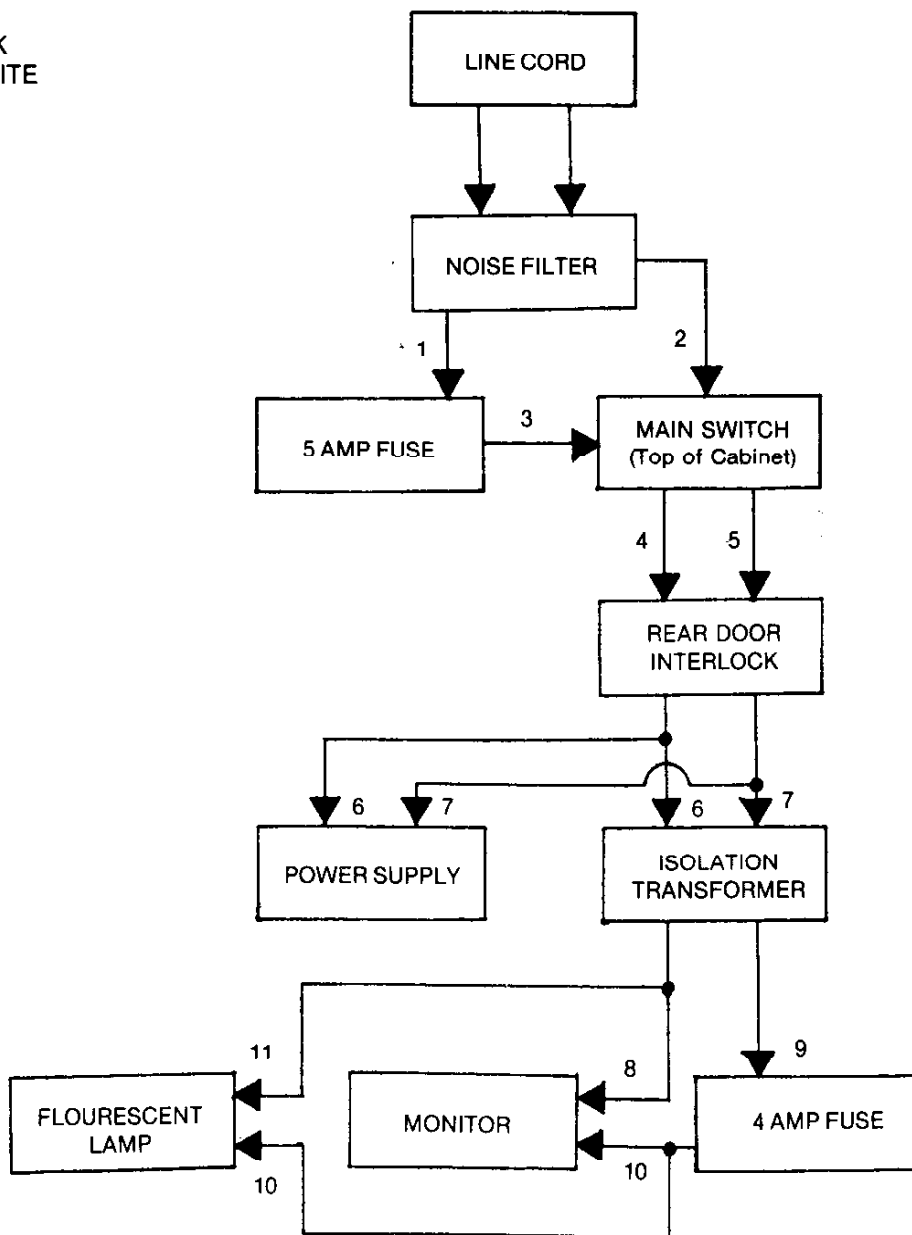 K
ITE
LINE CORD
NOISE FILTER
1
2
5 AMP FUSE
3
MAIN SWITCH
(Top of Cabinet)
4
5
REAR DOOR
INTERLOCK
6
7
6
7
POWER SUPPLY
ISOLATION
TRANSFORMER
11
8
9
FLOURESCENT
LAMP
MONITOR
4 AMP FUSE
10
10